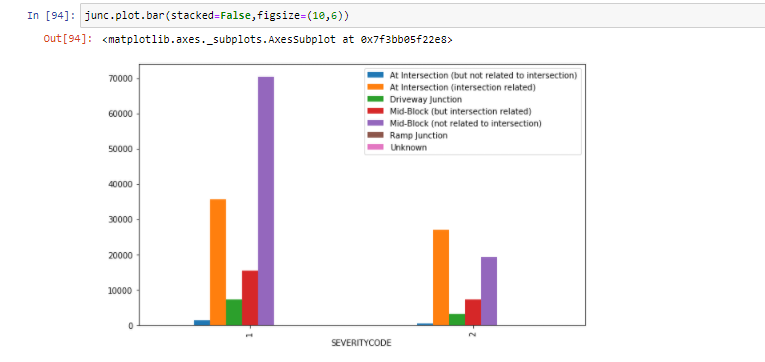 In [94]: junc.plot.bar(stacked=False,figsize=(10,6))
Out[94]: <matplotlib.axes._subplots.AxesSubplot at 0x7f3bb05f22e8>
At Intersection (but not related to intersection)
At Intersection (intersection related)
Driveway Junction
Mid-Block (but intersection related)
Mid-Block (not related to intersection)
Ramp Junction
Unknown
70000
60000
50000
40000
30000
20000
10000
0
1
2
SEVERITYCODE